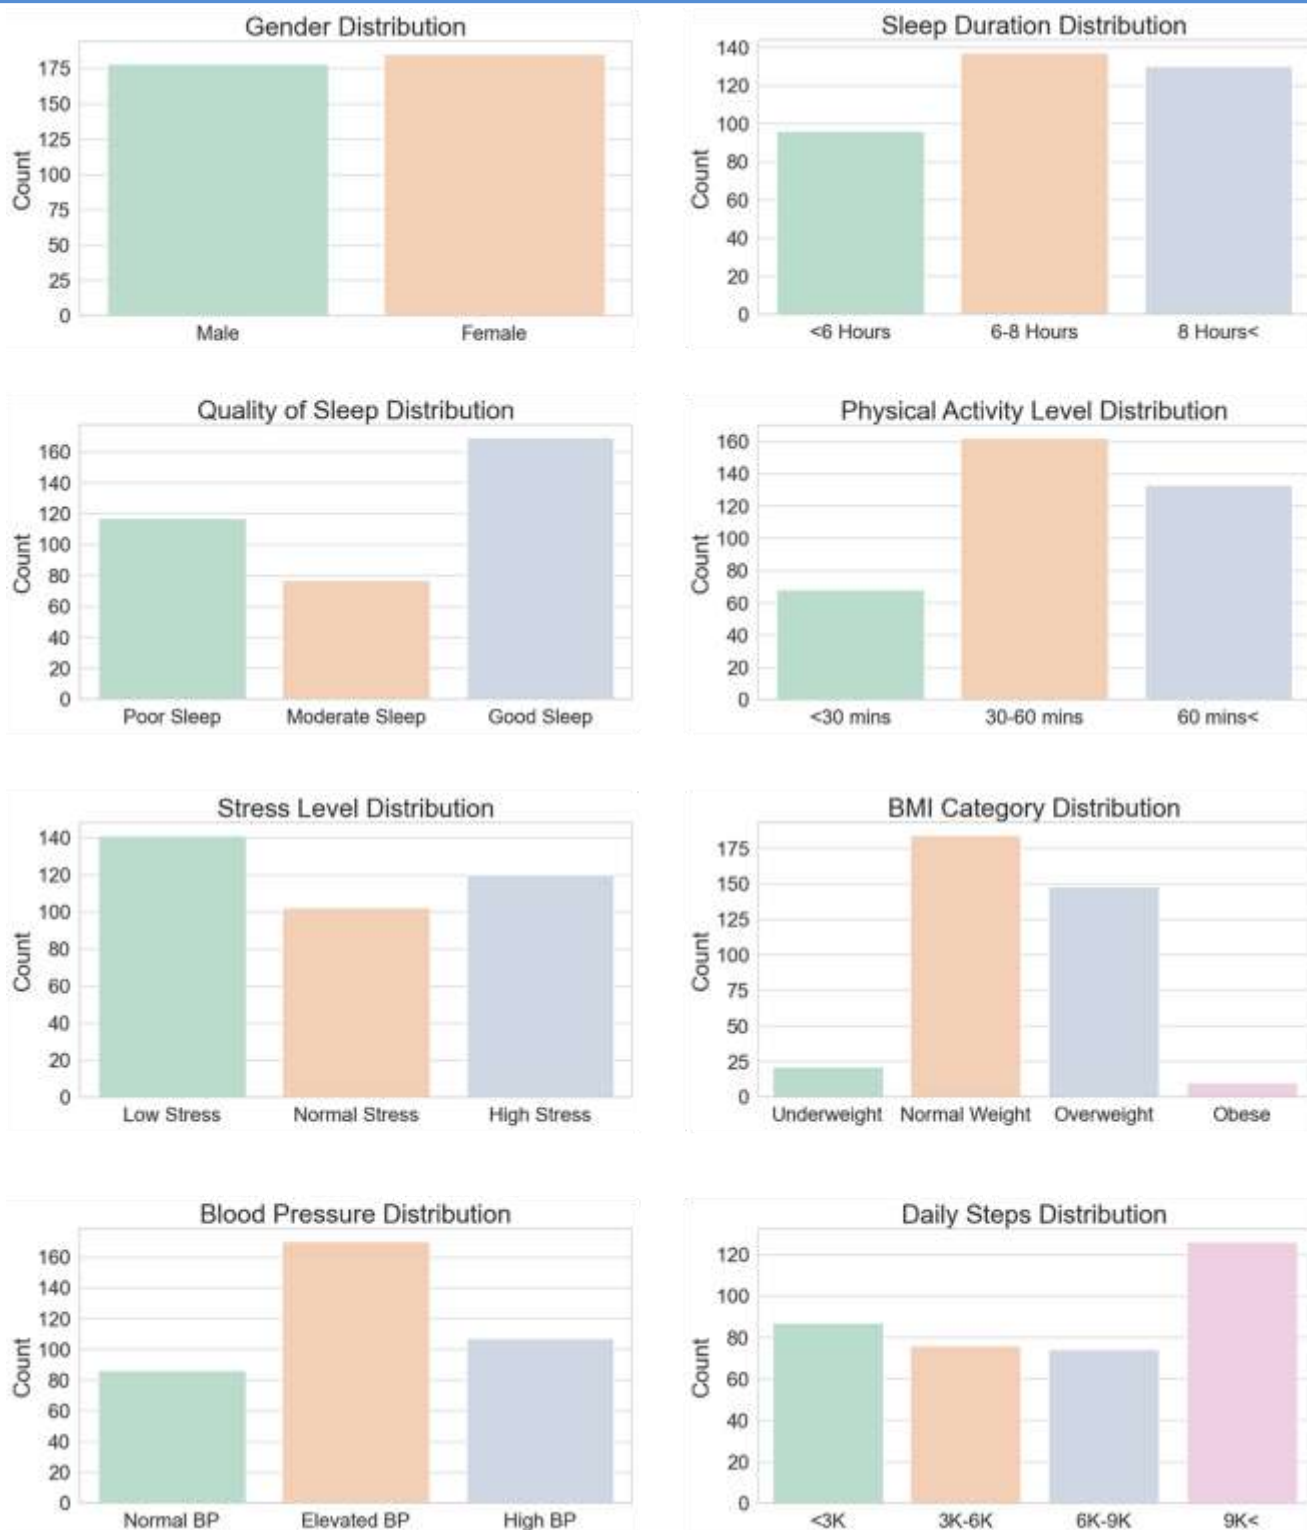 Gender Distribution
Count
175
150
125
100
75
50
25
0
Male Female
Sleep Duration Distribution
Count
140
120
100
80
60
40
20
0
<6 Hours 6-8 Hours 8 Hours<
Quality of Sleep Distribution
Count
160
140
120
100
80
60
40
20
0
Poor Sleep Moderate Sleep Good Sleep
Physical Activity Level Distribution
Count
160
140
120
100
80
60
40
20
0
<30 mins 30-60 mins 60 mins<
Stress Level Distribution
Count
140
120
100
80
60
40
20
0
Low Stress Normal Stress High Stress
BMI Category Distribution
Count
175
150
125
100
75
50
25
0
Underweight Normal Weight Overweight Obese
Blood Pressure Distribution
Count
160
140
120
100
80
60
40
20
0
Normal BP Elevated BP High BP
Daily Steps Distribution
Count
120
100
80
60
40
20
0
<3K 3K-6K 6K-9K 9K<